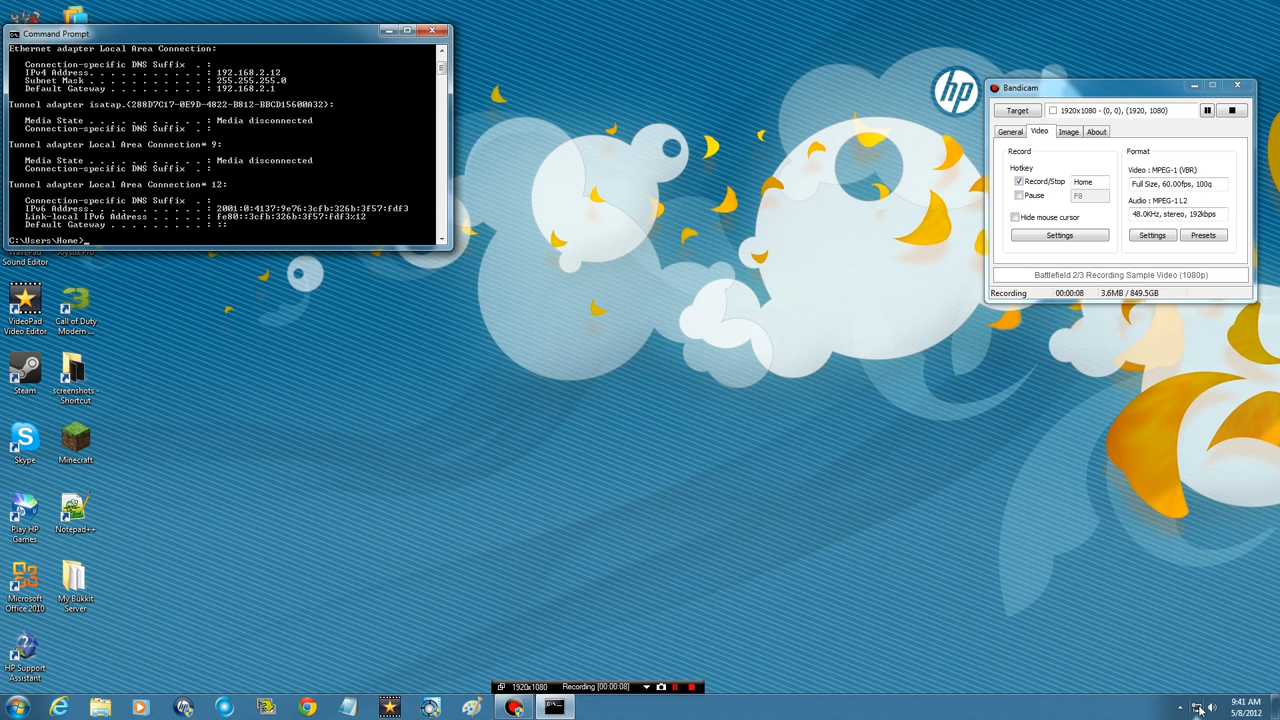 Command Prompt
Ethernet adapter Local Area Connection:
Connection-specific DNS Suffix . :
IPv4 Address. . . . . . . . . . . : 192.168.2.12
Subnet Mask . . . . . . . . . . . : 255.255.255.0
Default Gateway . . . . . . . . . : 192.168.2.1
Tunnel adapter isatap.{288D7C17-0E9D-4822-B812-BBCD15600A32}:
Media State . . . . . . . . . . . : Media disconnected
Connection-specific DNS Suffix . :
Tunnel adapter Local Area Connection* 9:
Media State . . . . . . . . . . . : Media disconnected
Connection-specific DNS Suffix . :
Tunnel adapter Local Area Connection* 12:
Connection-specific DNS Suffix . :
IPv6 Address. . . . . . . . . . . : 2001:0:4137:9e76:3cfb:326b:3f57:fdf3
Link-local IPv6 Address . . . . . : fe80::3cfb:326b:3f57:fdf3%12
Default Gateway . . . . . . . . . : ::
C:\Users\Home>_
Sound Editor
VideoPad
Video Editor
Call of Duty
Modern ...
Steam
screenshots -
Shortcut
Skype
Minecraft
Play HP
Games
Notepad++
Microsoft
Office 2010
My Bukkit
Server
HP Support
Assistant
hp
Bandicam
Target
1920x1080 - (0, 0), (1920, 1080)
General Video Image About
Record
Hotkey
Record/Stop Home
Pause F8
Hide mouse cursor
Settings
Format
Video : MPEG-1 (VBR)
Full Size, 60.00fps, 100q
Audio : MPEG-1 L2
48.0KHz, stereo, 192kbps
Settings Presets
Battlefield 2/3 Recording Sample Video (1080p)
Recording 00:00:08 3.6MB / 849.5GB
1920x1080 Recording [00:00:08]
9:41 AM
5/8/2012